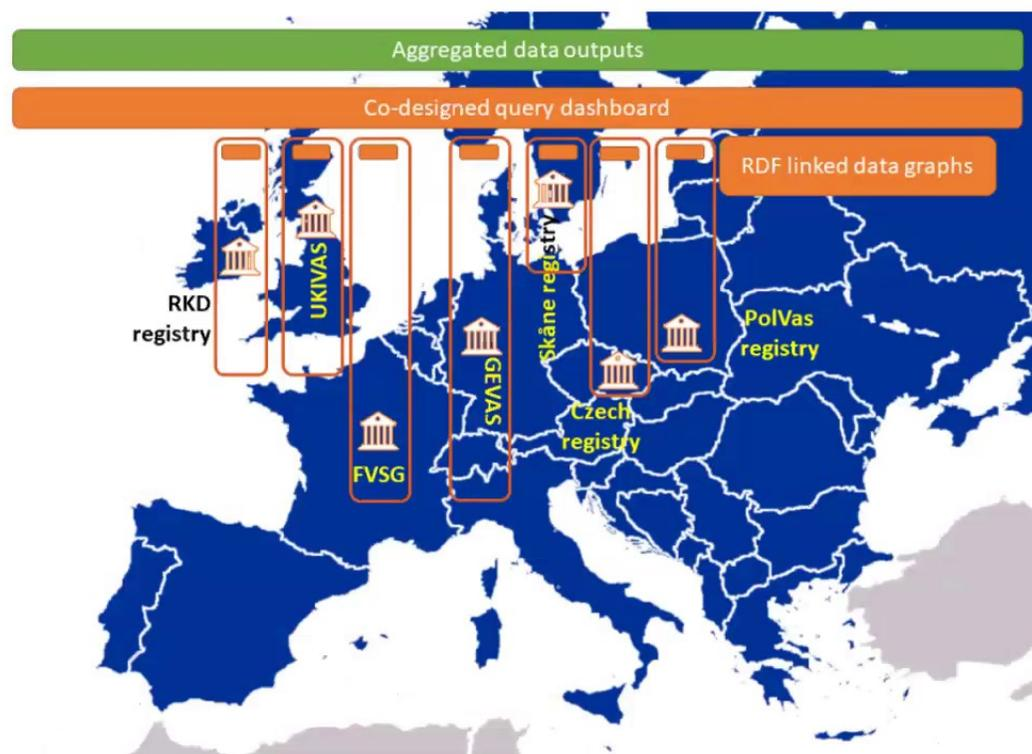 Aggregated data outputs
Co-designed query dashboard
RDF linked data graphs
RKD
registry
UKIVAS
FVSG
GEVAS
Skåne registry
Czech
registry
PolVas
registry